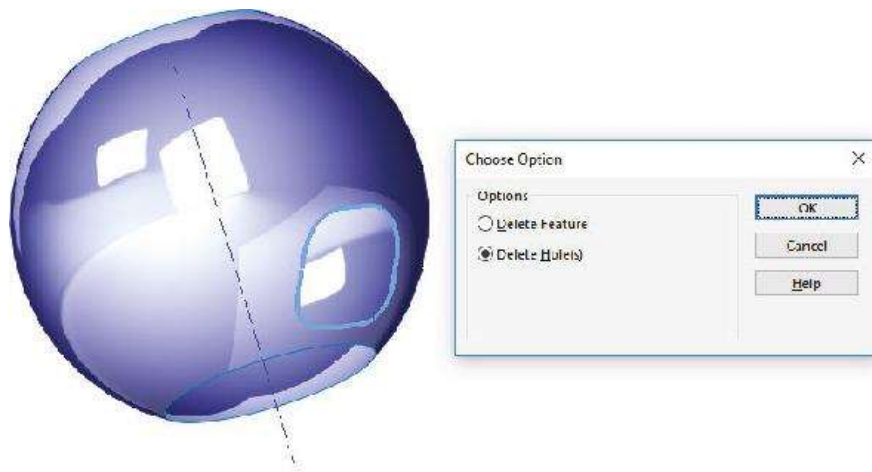 Choose Option
Options
Delete Feature
Delete Hole(s)
OK
Cancel
Help